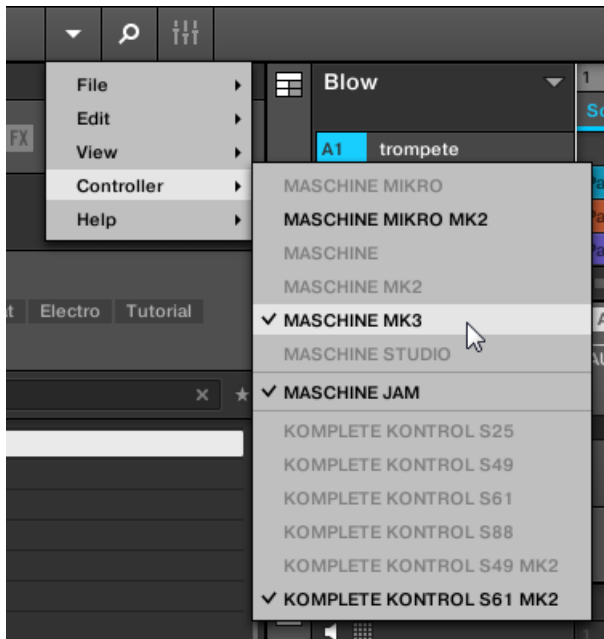 File
Edit
View
Controller
Help
FX
Electro
Tutorial
Blow
1
A1 trompete
MASCHINE MIKRO
MASCHINE MIKRO MK2
MASCHINE
MASCHINE MK2
MASCHINE MK3
MASCHINE STUDIO
MASCHINE JAM
KOMPLETE KONTROL S25
KOMPLETE KONTROL S49
KOMPLETE KONTROL S61
KOMPLETE KONTROL S88
KOMPLETE KONTROL S49 MK2
KOMPLETE KONTROL S61 MK2